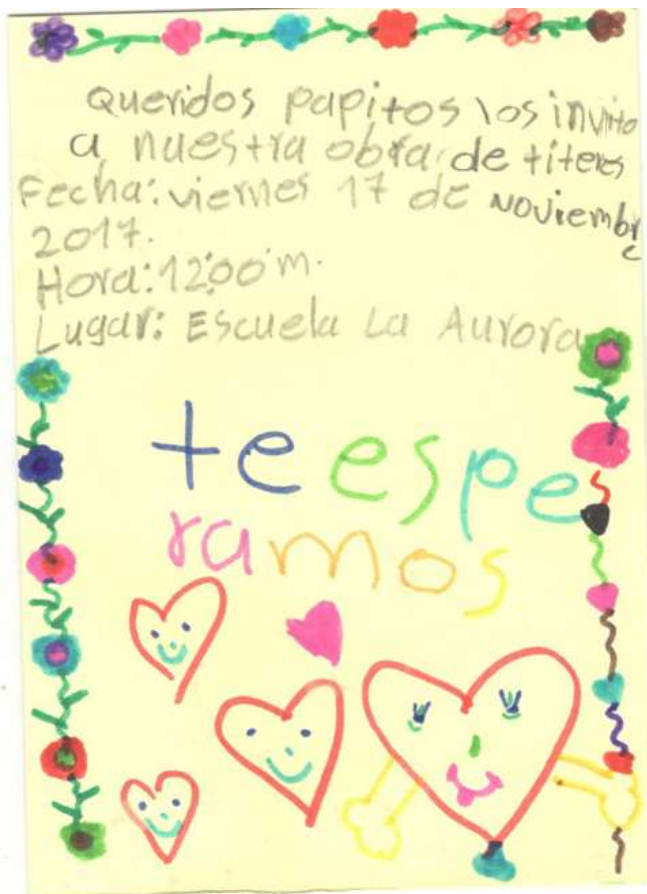 Queridos papitos los invito
a nuestra obra de títeres
Fecha: viernes 17 de Noviembre
2017.
Hora: 12:00 m.
Lugar: Escuela La Aurora
te espe
ramos